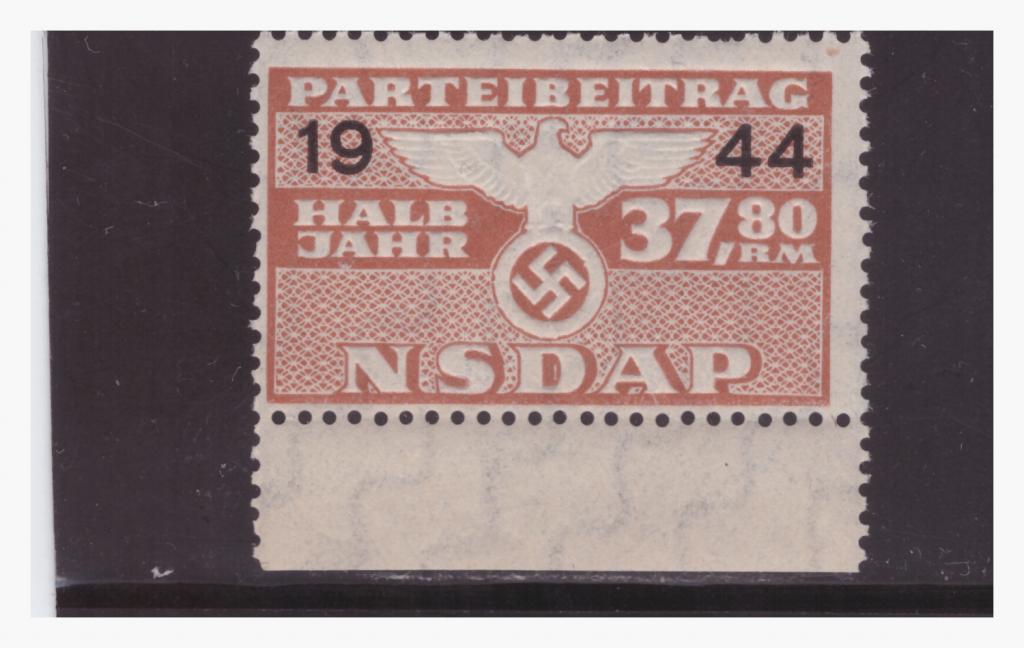 PARTEIBEITRAG
19 44
HALB
JAHR
37,80
RM
NSDAP